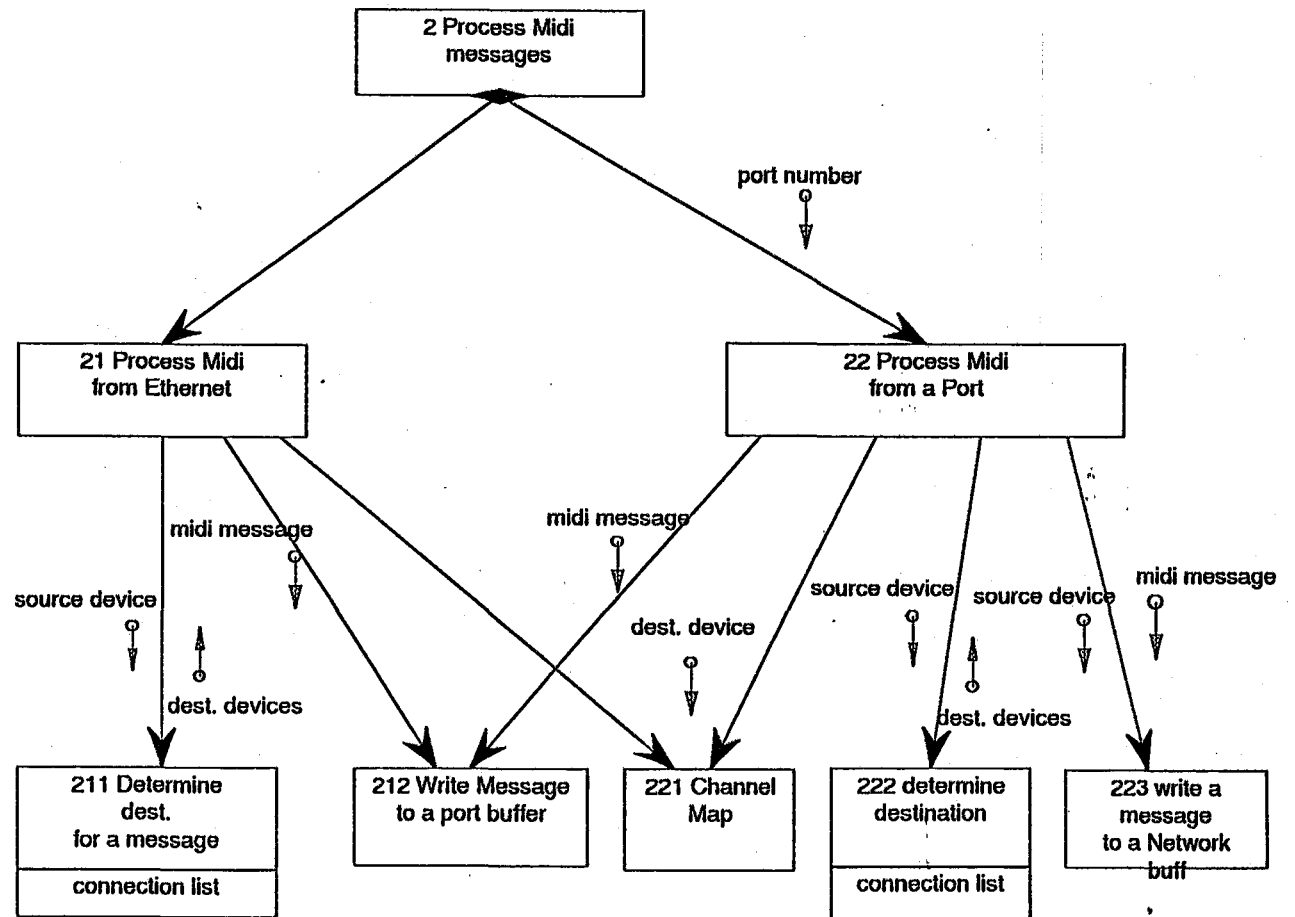 2 Process Midi
messages
port number
21 Process Midi
from Ethernet
22 Process Midi
from a Port
midi message
midi message
source device
dest. devices
dest. device
source device
dest. devices
source device
midi message
211 Determine
dest.
for a message
connection list
212 Write Message
to a port buffer
221 Channel
Map
222 determine
destination
connection list
223 write a
message
to a Network
buff